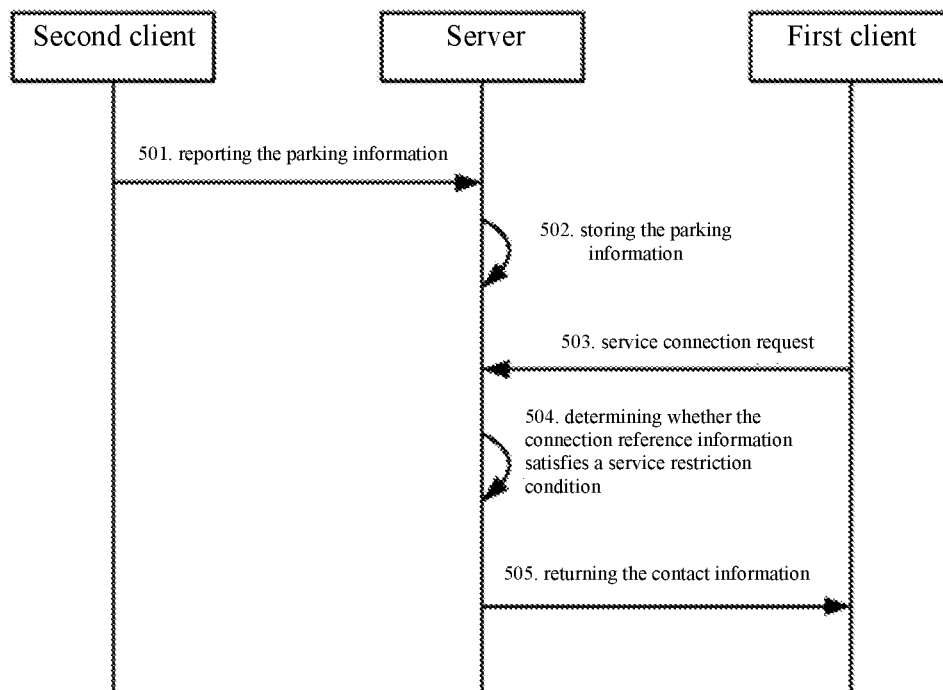 Second client
Server
First client
501. reporting the parking information
502. storing the parking
information
503. service connection request
504. determining whether the
connection reference information
satisfies a service restriction
condition
505. returning the contact information